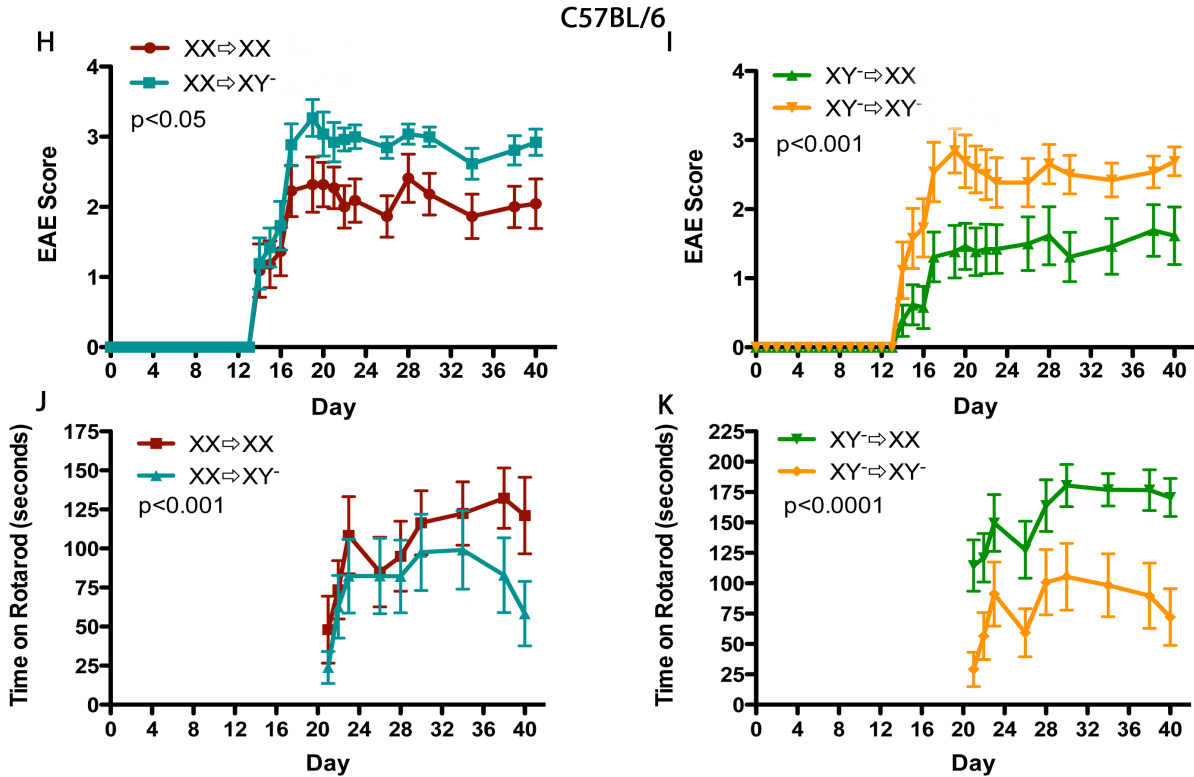 C57BL/6
H
XX⇨XX
XX⇨XY⁻
p<0.05
EAE Score
4
3
2
1
0
0 4 8 12 16 20 24 28 32 36 40
Day
I
XY⁻⇨XX
XY⁻⇨XY⁻
p<0.001
EAE Score
4
3
2
1
0
0 4 8 12 16 20 24 28 32 36 40
Day
J
XX⇨XX
XX⇨XY⁻
p<0.001
Time on Rotarod (seconds)
175
150
125
100
75
50
25
0
0 4 8 12 16 20 24 28 32 36 40
Day
K
XY⁻⇨XX
XY⁻⇨XY⁻
p<0.0001
Time on Rotarod (seconds)
225
200
175
150
125
100
75
50
25
0
0 4 8 12 16 20 24 28 32 36 40
Day